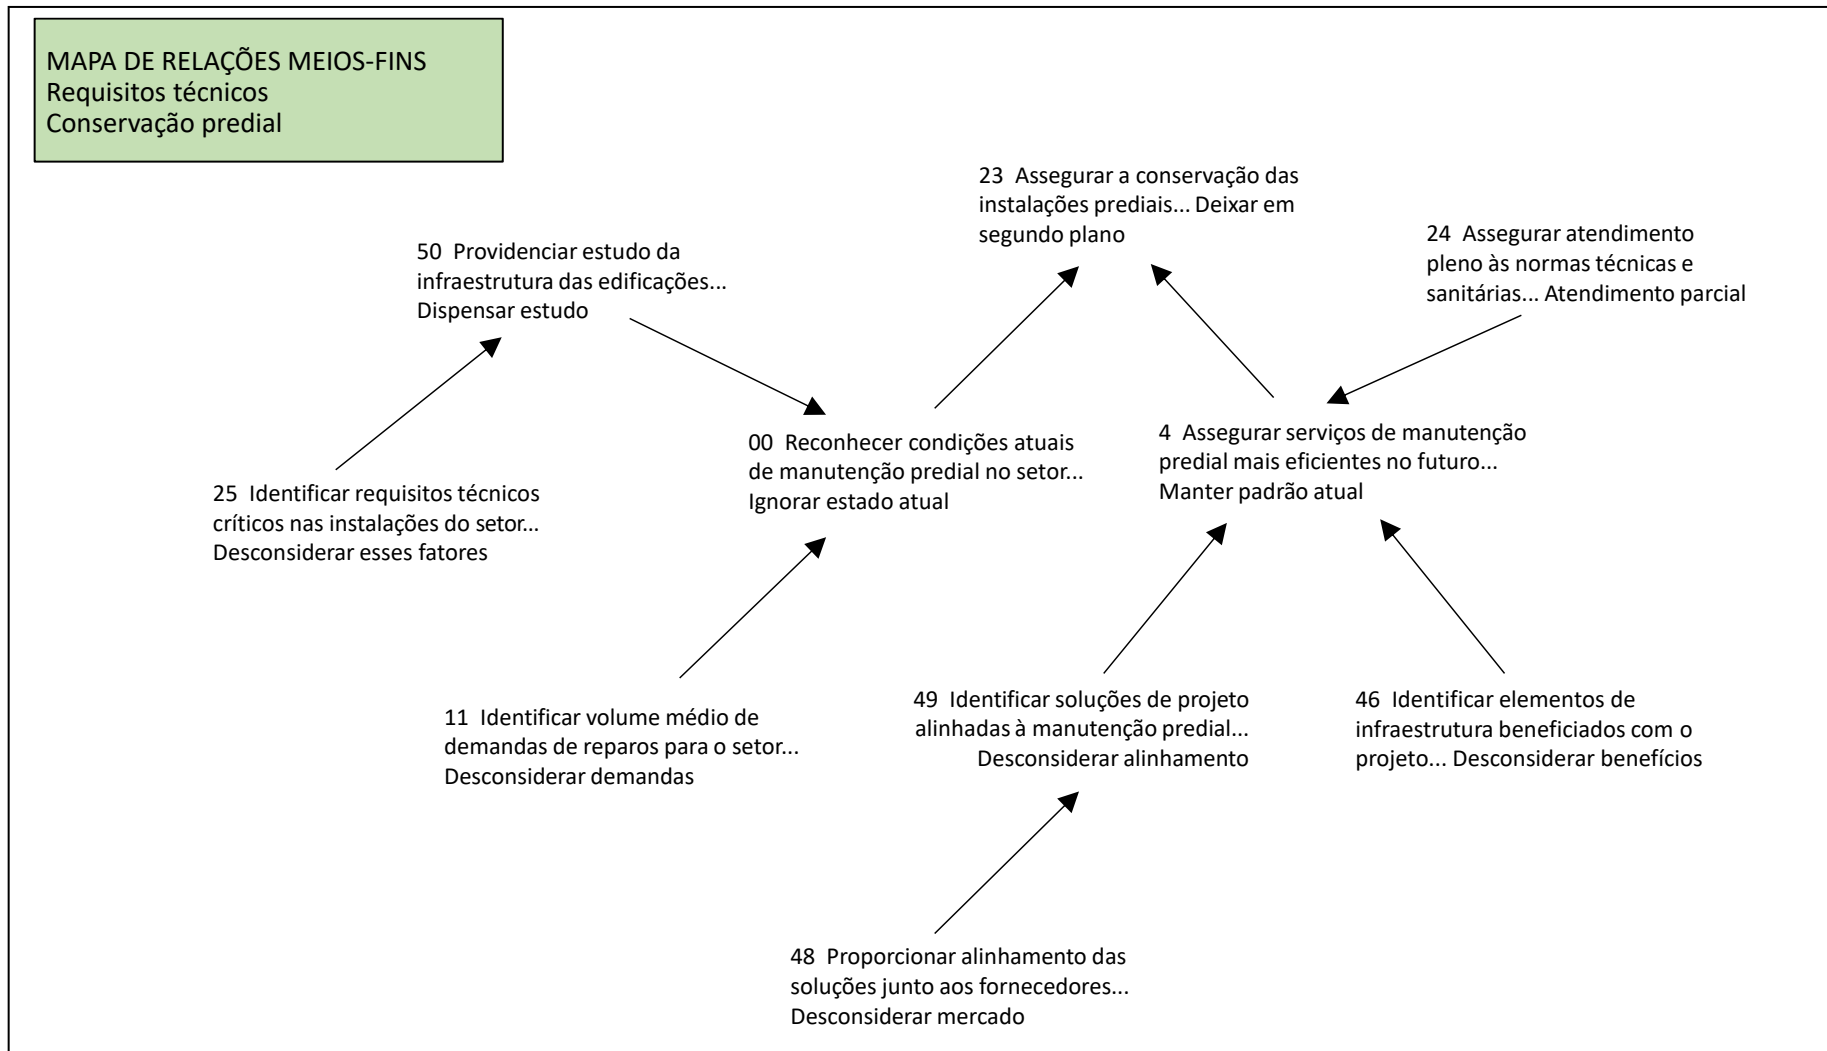 MAPA DE RELAÇÕES MEIOS-FINS
Requisitos técnicos
Conservação predial
23 Assegurar a conservação das
instalações prediais... Deixar em
segundo plano
24 Assegurar atendimento
pleno às normas técnicas e
sanitárias... Atendimento parcial
50 Providenciar estudo da
infraestrutura das edificações...
Dispensar estudo
00 Reconhecer condições atuais
de manutenção predial no setor...
Ignorar estado atual
4 Assegurar serviços de manutenção
predial mais eficientes no futuro...
Manter padrão atual
25 Identificar requisitos técnicos
críticos nas instalações do setor...
Desconsiderar esses fatores
11 Identificar volume médio de
demandas de reparos para o setor...
Desconsiderar demandas
49 Identificar soluções de projeto
alinhadas à manutenção predial...
Desconsiderar alinhamento
46 Identificar elementos de
infraestrutura beneficiados com o
projeto... Desconsiderar benefícios
48 Proporcionar alinhamento das
soluções junto aos fornecedores...
Desconsiderar mercado